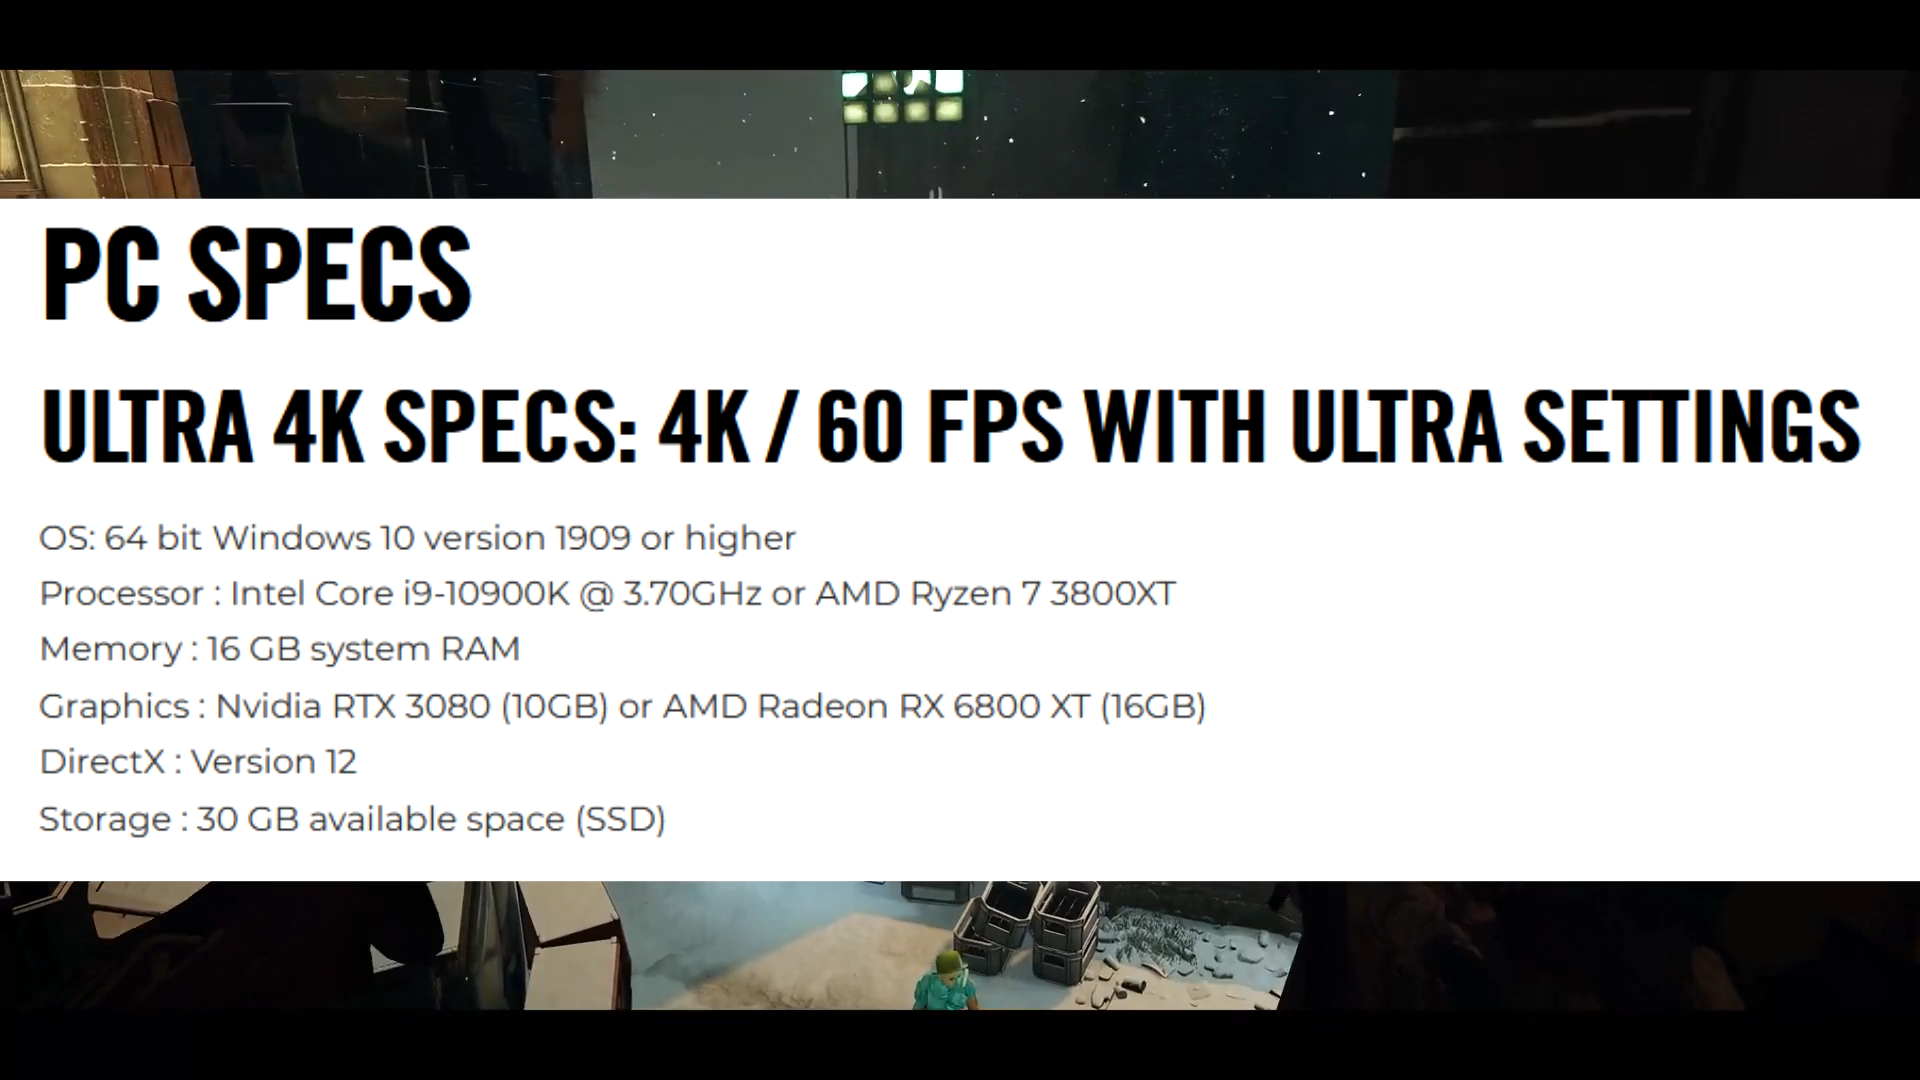 PC SPECS
ULTRA 4K SPECS: 4K / 60 FPS WITH ULTRA SETTINGS
OS: 64 bit Windows 10 version 1909 or higher
Processor : Intel Core i9-10900K @ 3.70GHz or AMD Ryzen 7 3800XT
Memory : 16 GB system RAM
Graphics : Nvidia RTX 3080 (10GB) or AMD Radeon RX 6800 XT (16GB)
DirectX : Version 12
Storage : 30 GB available space (SSD)